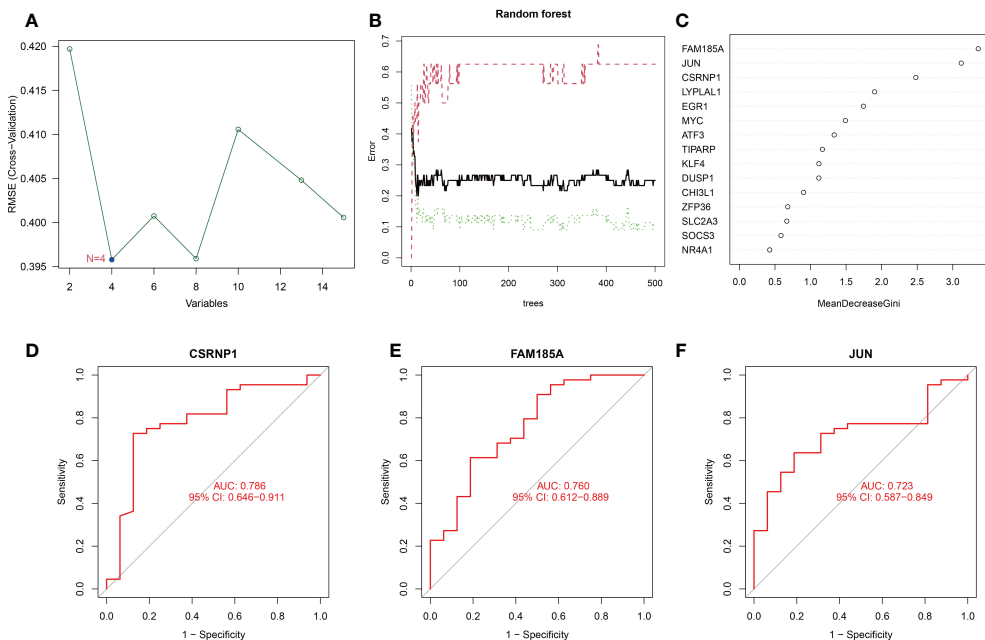 A
RMSE (Cross−Validation)
0.420
0.415
0.410
0.405
0.400
0.395
N=4
2 4 6 8 10 12 14
Variables
B
Random forest
Error
0.7
0.6
0.5
0.4
0.3
0.2
0.1
0.0
0 100 200 300 400 500
trees
C
FAM185A
JUN
CSRNP1
LYPLAL1
EGR1
MYC
ATF3
TIPARP
KLF4
DUSP1
CHI3L1
ZFP36
SLC2A3
SOCS3
NR4A1
0.0 0.5 1.0 1.5 2.0 2.5 3.0 3.5
MeanDecreaseGini
D
CSRNP1
Sensitivity
1.0
0.8
0.6
0.4
0.2
0.0
AUC: 0.786
95% CI: 0.646−0.911
0.0 0.2 0.4 0.6 0.8 1.0
1 − Specificity
E
FAM185A
Sensitivity
1.0
0.8
0.6
0.4
0.2
0.0
AUC: 0.760
95% CI: 0.612−0.889
0.0 0.2 0.4 0.6 0.8 1.0
1 − Specificity
F
JUN
Sensitivity
1.0
0.8
0.6
0.4
0.2
0.0
AUC: 0.723
95% CI: 0.587−0.849
0.0 0.2 0.4 0.6 0.8 1.0
1 − Specificity